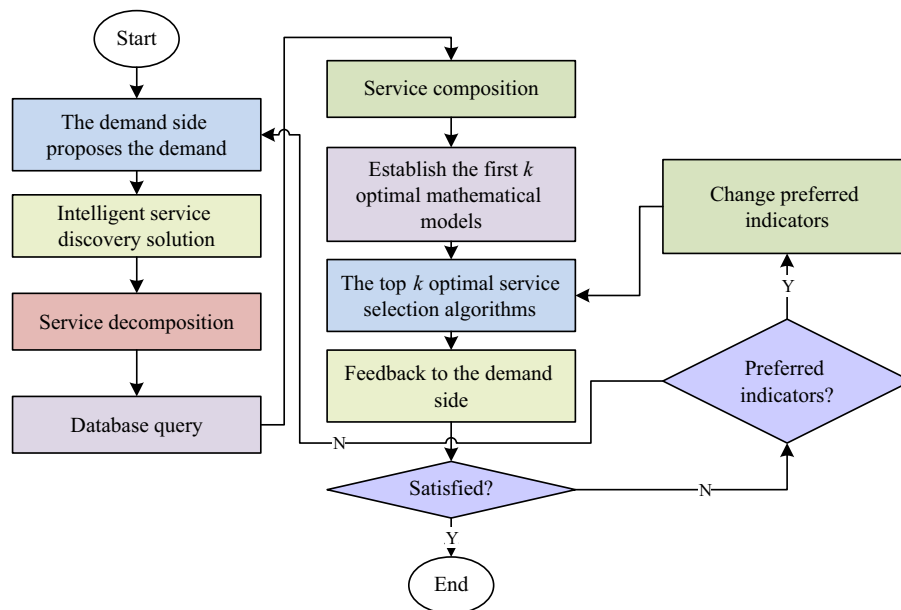 Start
The demand side
proposes the demand
Intelligent service
discovery solution
Service decomposition
Database query
Service composition
Establish the first k
optimal mathematical
models
The top k optimal service
selection algorithms
Feedback to the demand
side
Satisfied?
Y
End
N
Preferred
indicators?
N
Y
Change preferred
indicators